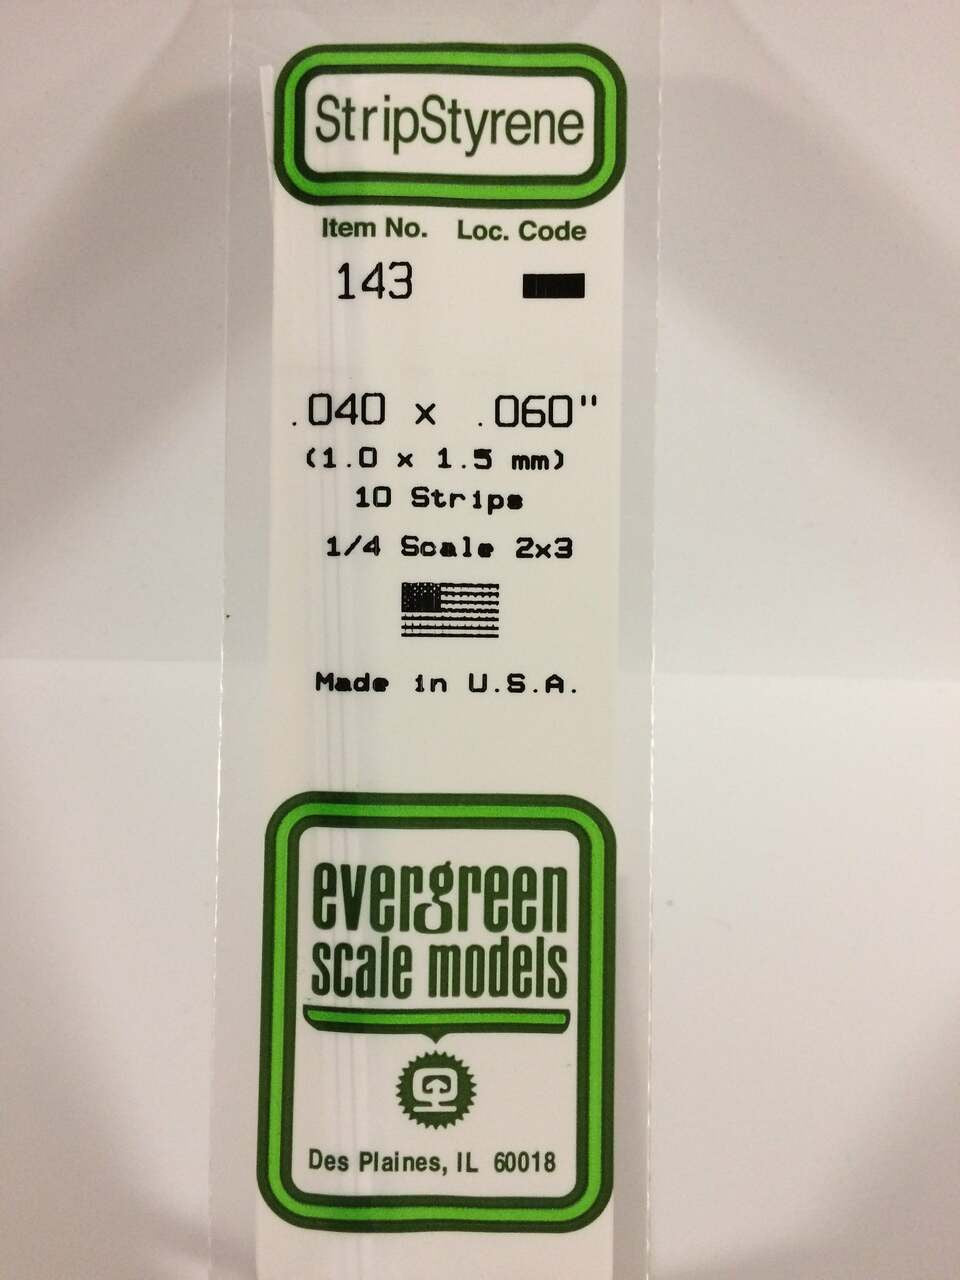 StripStyrene
Item No. Loc. Code
143
.040 x .060"
(1.0 x 1.5 mm)
10 Strips
1/4 Scale 2x3
Made in U.S.A.
evergreen
scale models
Des Plaines, IL 60018